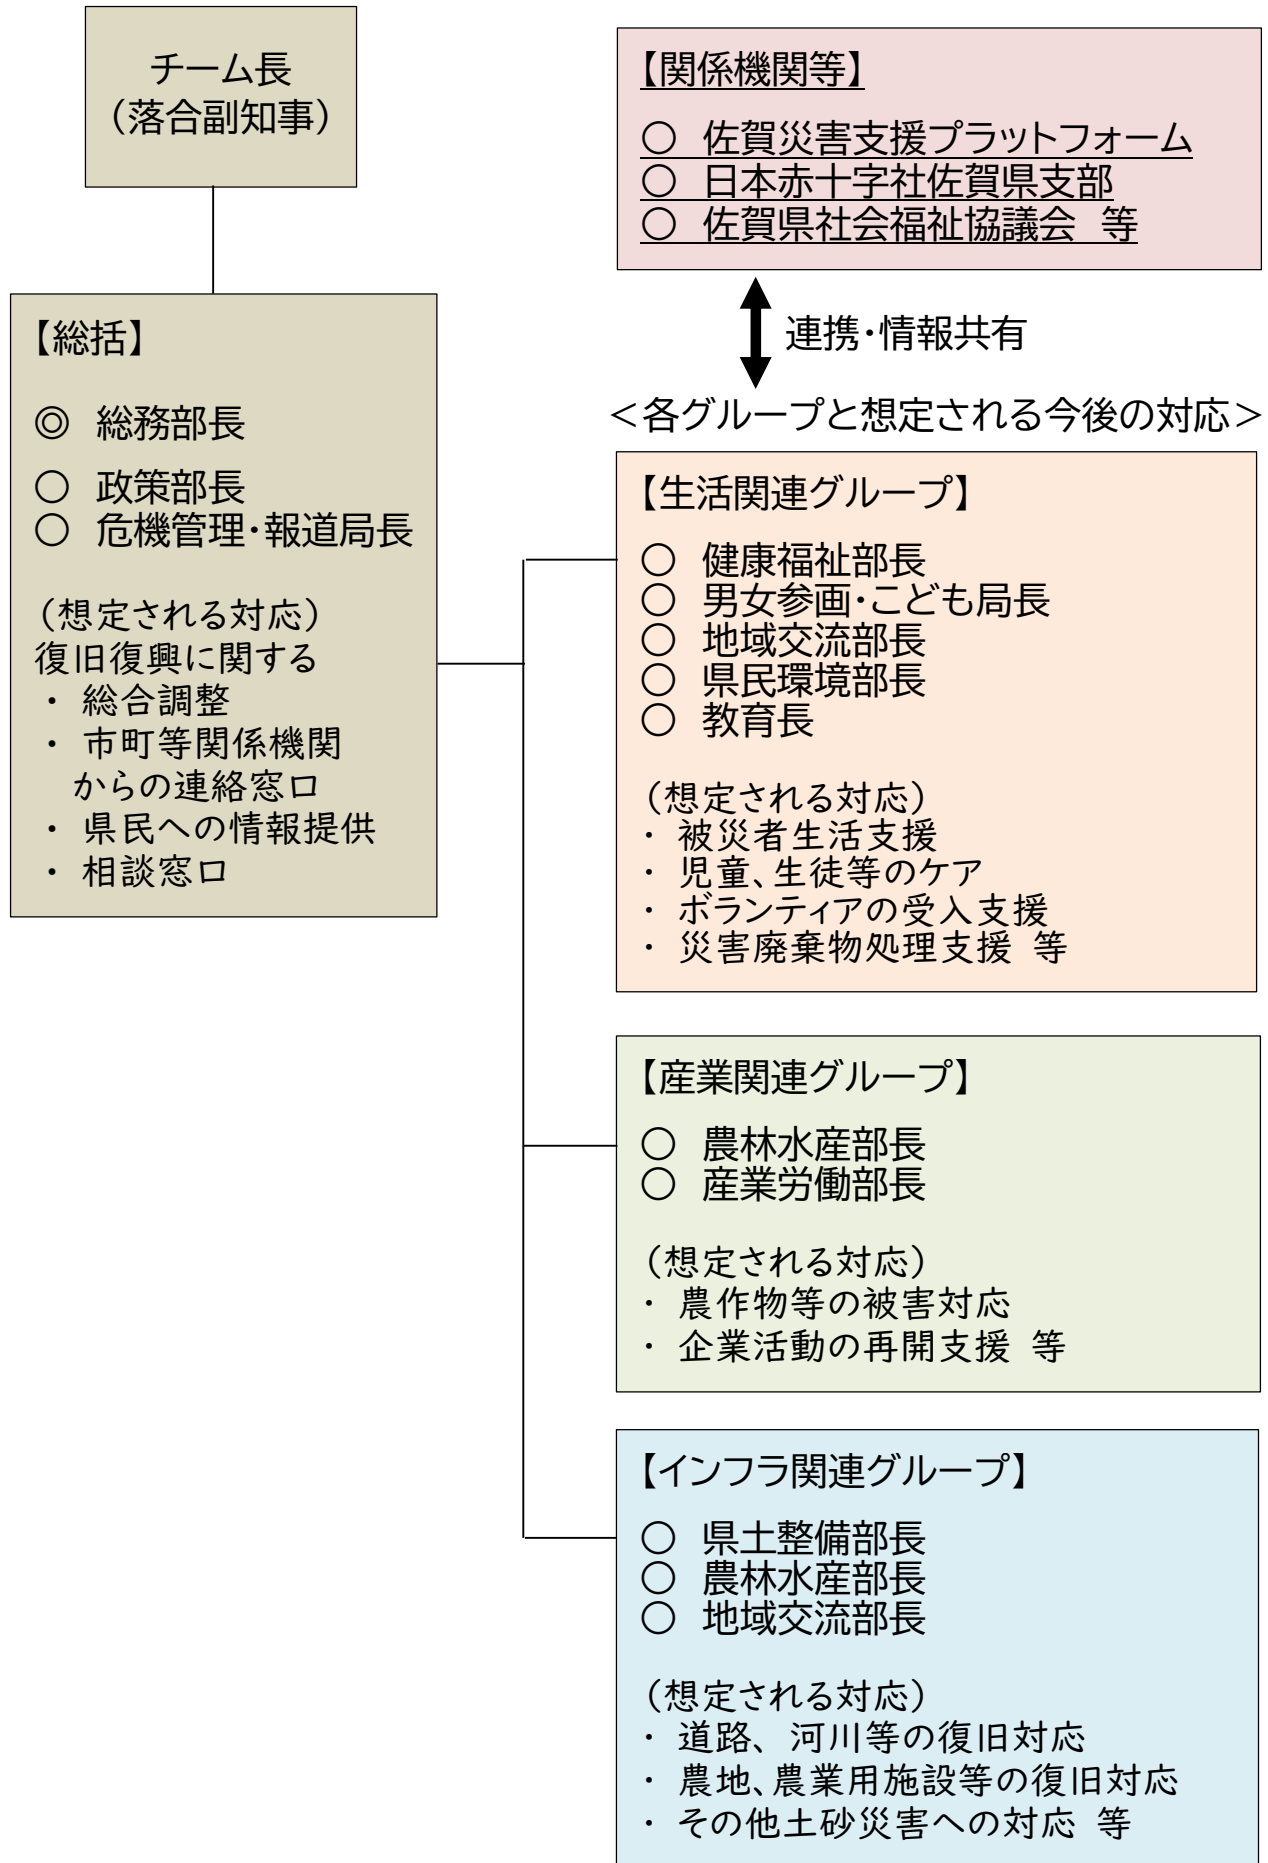 チーム長
（落合副知事）
【総括】
◎ 総務部長
○ 政策部長
○ 危機管理・報道局長
（想定される対応）
復旧復興に関する
・ 総合調整
・ 市町等関係機関
からの連絡窓口
・ 県民への情報提供
・ 相談窓口
【関係機関等】
○ 佐賀災害支援プラットフォーム
○ 日本赤十字社佐賀県支部
○ 佐賀県社会福祉協議会 等
連携・情報共有
＜各グループと想定される今後の対応＞
【生活関連グループ】
○ 健康福祉部長
○ 男女参画・こども局長
○ 地域交流部長
○ 県民環境部長
○ 教育長
（想定される対応）
・ 被災者生活支援
・ 児童、生徒等のケア
・ ボランティアの受入支援
・ 災害廃棄物処理支援 等
【産業関連グループ】
○ 農林水産部長
○ 産業労働部長
（想定される対応）
・ 農作物等の被害対応
・ 企業活動の再開支援 等
【インフラ関連グループ】
○ 県土整備部長
○ 農林水産部長
○ 地域交流部長
（想定される対応）
・ 道路、河川等の復旧対応
・ 農地、農業用施設等の復旧対応
・ その他土砂災害への対応 等